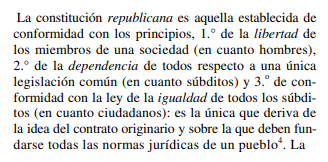 La constitución republicana es aquella establecida de
conformidad con los principios, 1.° de la libertad de
los miembros de una sociedad (en cuanto hombres),
2.° de la dependencia de todos respecto a una única
legislación común (en cuanto súbditos) y 3.° de con-
formidad con la ley de la igualdad de todos los súbdi-
tos (en cuanto ciudadanos): es la única que deriva de
la idea del contrato originario y sobre la que deben fun-
darse todas las normas jurídicas de un pueblo⁴. La